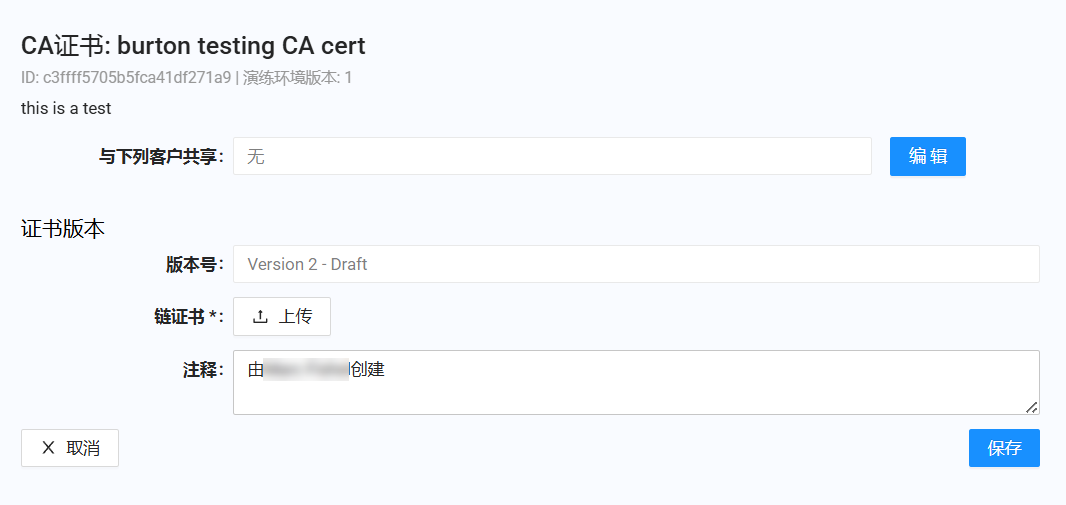 CA证书: burton testing CA cert
ID: c3ffff5705b5fca41df271a9 | 演练环境版本: 1
this is a test
与下列客户共享: 无 编辑
证书版本
版本号: Version 2 - Draft
链证书 *: 上传
注释: 由 创建
取消 保存